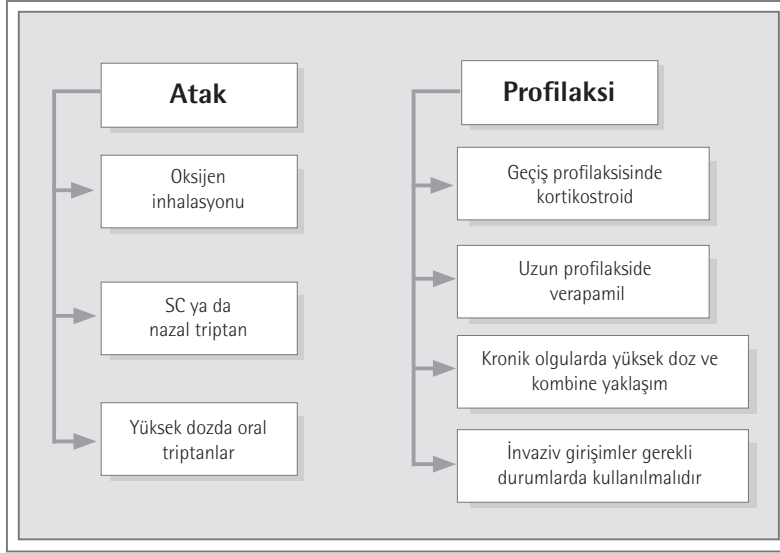 Atak
Oksijen
inhalasyonu
SC ya da
nazal triptan
Yüksek dozda oral
triptanlar
Profilaksi
Geçiş profilaksisinde
kortikostroid
Uzun profilakside
verapamil
Kronik olgularda yüksek doz ve
kombine yaklaşım
İnvaziv girişimler gerekli
durumlarda kullanılmalıdır